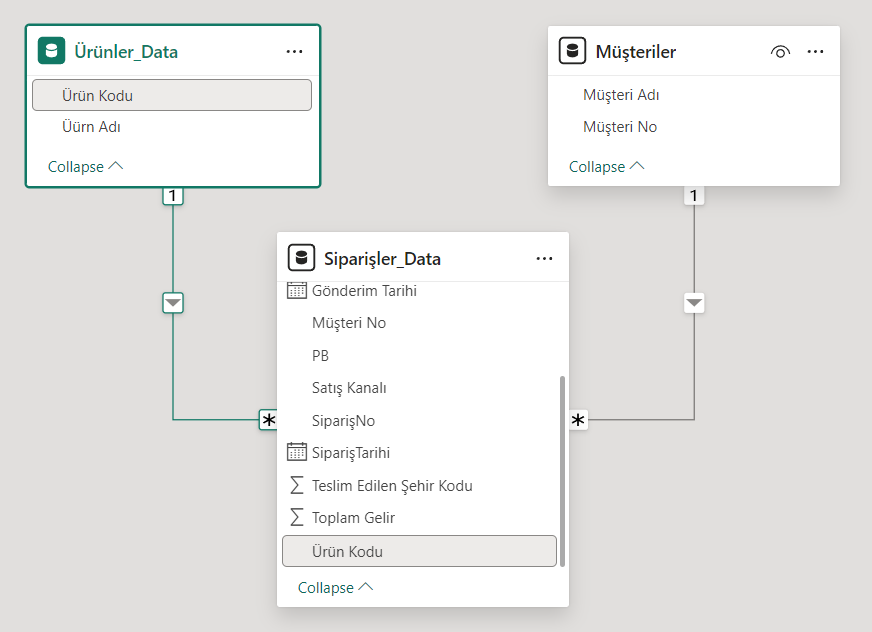 Ürünler_Data
Ürün Kodu
Üürn Adı
Collapse
1
Müşteriler
Müşteri Adı
Müşteri No
Collapse
1
Siparişler_Data
Gönderim Tarihi
Müşteri No
PB
Satış Kanalı
SiparişNo
SiparişTarihi
Teslim Edilen Şehir Kodu
Toplam Gelir
Ürün Kodu
Collapse
*
*